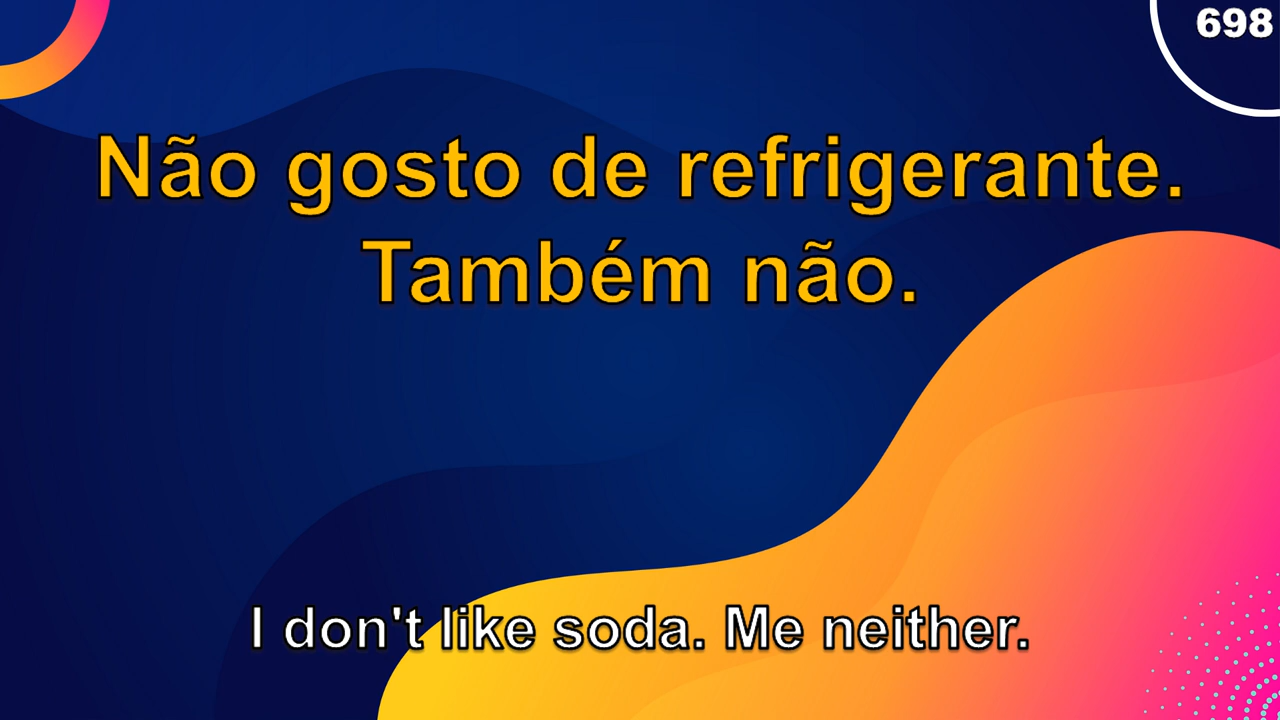 698
Não gosto de refrigerante.
Também não.
I don't like soda. Me neither.